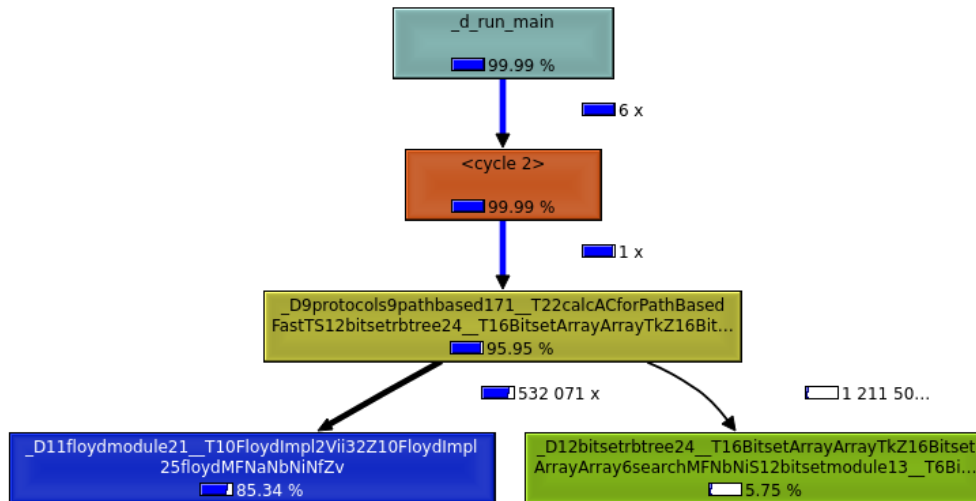 _d_run_main
99.99 %
6 x
<cycle 2>
99.99 %
1 x
_D9protocols9pathbased171__T22calcACforPathBased
FastTS12bitsetrbtree24__T16BitsetArrayArrayTkZ16Bit...
95.95 %
532 071 x
1 211 50...
_D11floydmodule21__T10FloydImpl2Vii32Z10FloydImpl
25floydMFNaNbNiNfZv
85.34 %
_D12bitsetrbtree24__T16BitsetArrayArrayTkZ16Bitset
ArrayArray6searchMFNbNiS12bitsetmodule13__T6Bi...
5.75 %